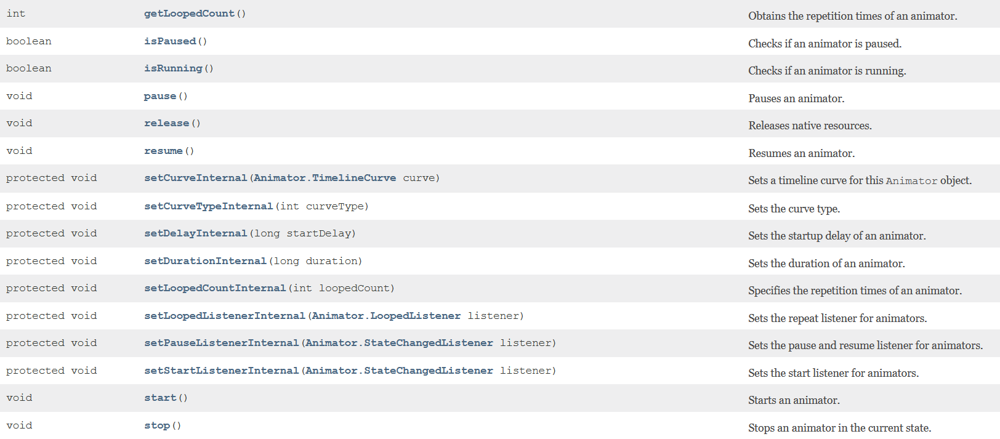 int getLoopedCount() Obtains the repetition times of an animator.
boolean isPaused() Checks if an animator is paused.
boolean isRunning() Checks if an animator is running.
void pause() Pauses an animator.
void release() Releases native resources.
void resume() Resumes an animator.
protected void setCurveInternal(Animator.TimelineCurve curve) Sets a timeline curve for this Animator object.
protected void setCurveTypeInternal(int curveType) Sets the curve type.
protected void setDelayInternal(long startDelay) Sets the startup delay of an animator.
protected void setDurationInternal(long duration) Sets the duration of an animator.
protected void setLoopedCountInternal(int loopedCount) Specifies the repetition times of an animator.
protected void setLoopedListenerInternal(Animator.LoopedListener listener) Sets the repeat listener for animators.
protected void setPauseListenerInternal(Animator.StateChangedListener listener) Sets the pause and resume listener for animators.
protected void setStartListenerInternal(Animator.StateChangedListener listener) Sets the start listener for animators.
void start() Starts an animator.
void stop() Stops an animator in the current state.